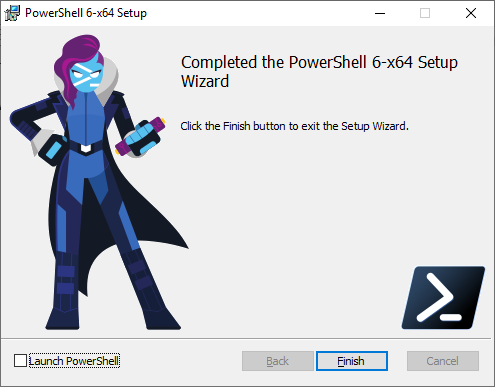 PowerShell 6-x64 Setup
Completed the PowerShell 6-x64 Setup
Wizard
Click the Finish button to exit the Setup Wizard.
Launch PowerShell
Back
Finish
Cancel